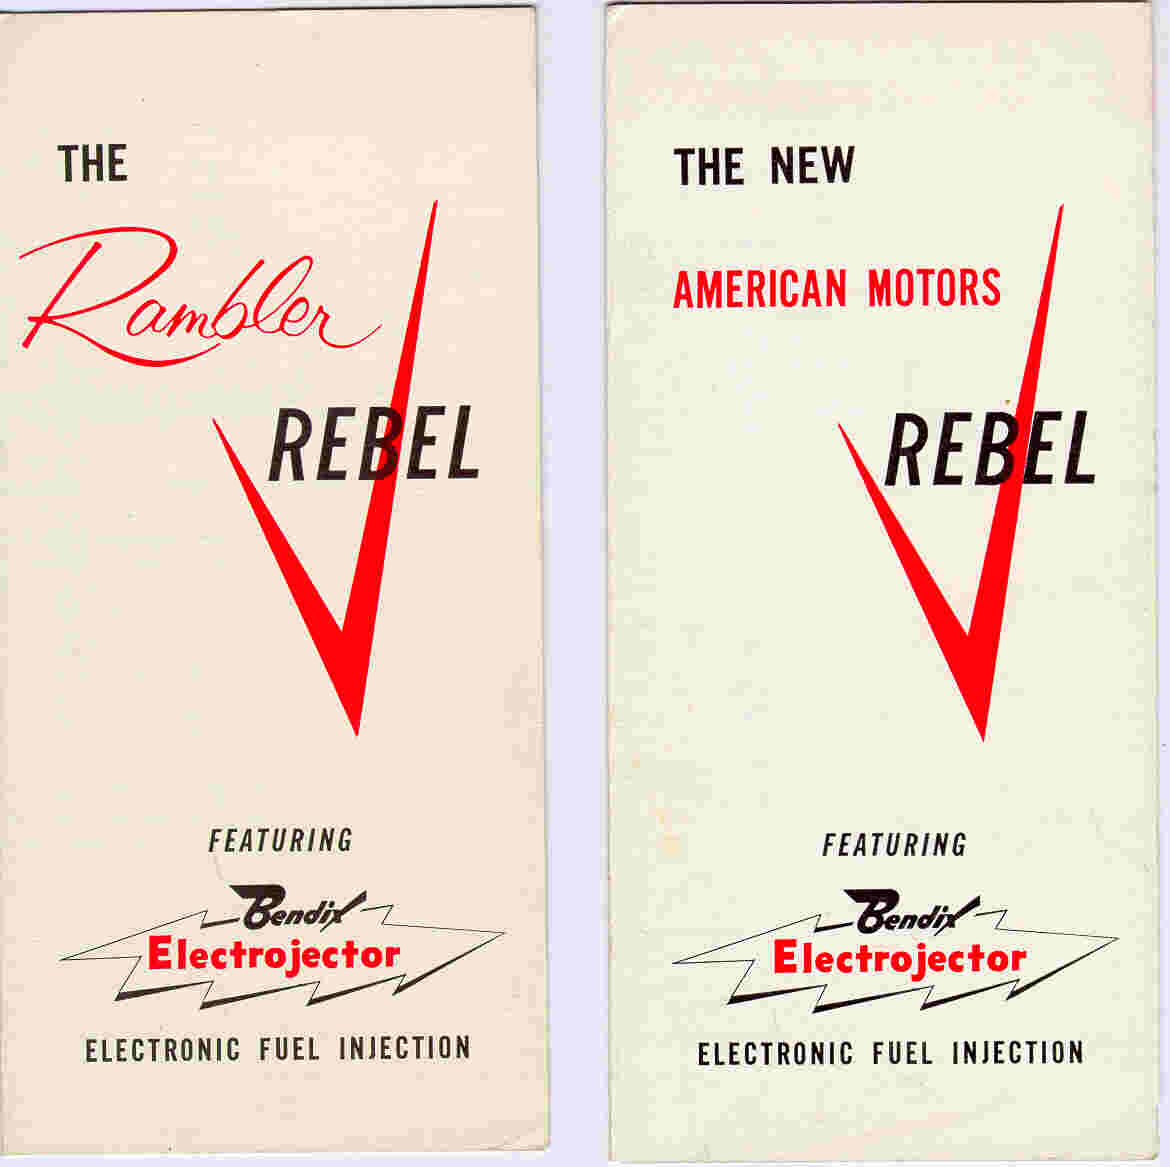 THE
Rambler
REBEL
FEATURING
Bendix
Electrojector
ELECTRONIC FUEL INJECTION
THE NEW
AMERICAN MOTORS
REBEL
FEATURING
Bendix
Electrojector
ELECTRONIC FUEL INJECTION